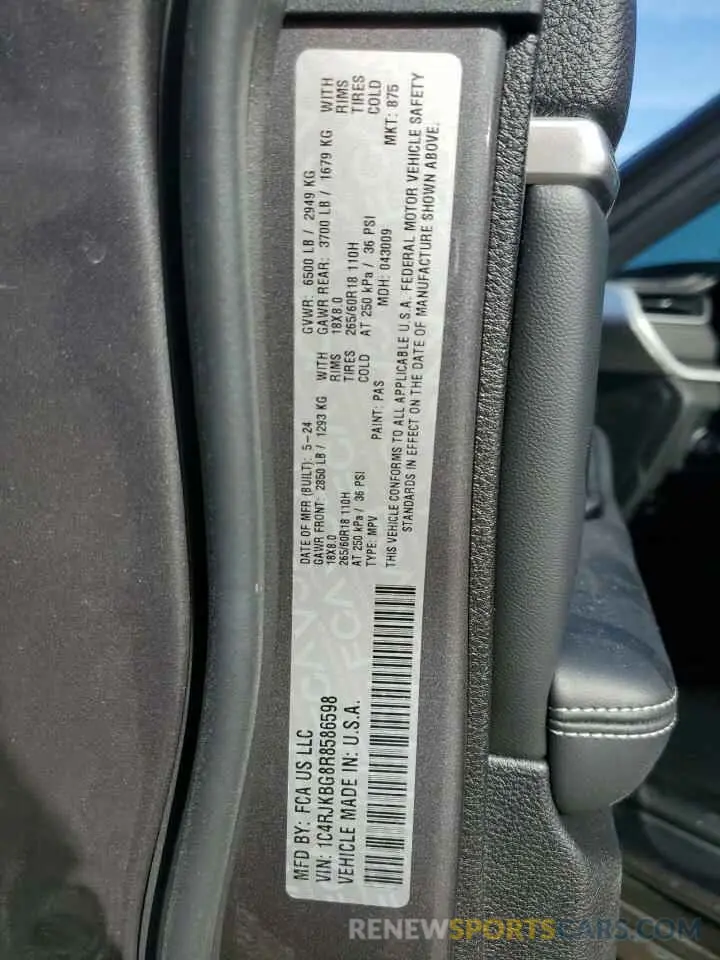 MFD BY: FCA US LLC
VIN: 1C4RJKBG8R8586598
VEHICLE MADE IN: U.S.A.
DATE OF MFR (BUILT): 5-24
GAWR FRONT: 2850 LB / 1293 KG WITH
18X8.0 RIMS
265/60R18 110H TIRES
AT 250 kPa / 36 PSI COLD
TYPE: MPV PAINT: PAS
GVWR: 6500 LB / 2949 KG
GAWR REAR: 3700 LB / 1679 KG WITH
18X8.0 RIMS
265/60R18 110H TIRES
AT 250 kPa / 36 PSI COLD
MDH: 043009 MKT: 875
THIS VEHICLE CONFORMS TO ALL APPLICABLE U.S.A. FEDERAL MOTOR VEHICLE SAFETY
STANDARDS IN EFFECT ON THE DATE OF MANUFACTURE SHOWN ABOVE.
RENEWSPORTSCARS.COM